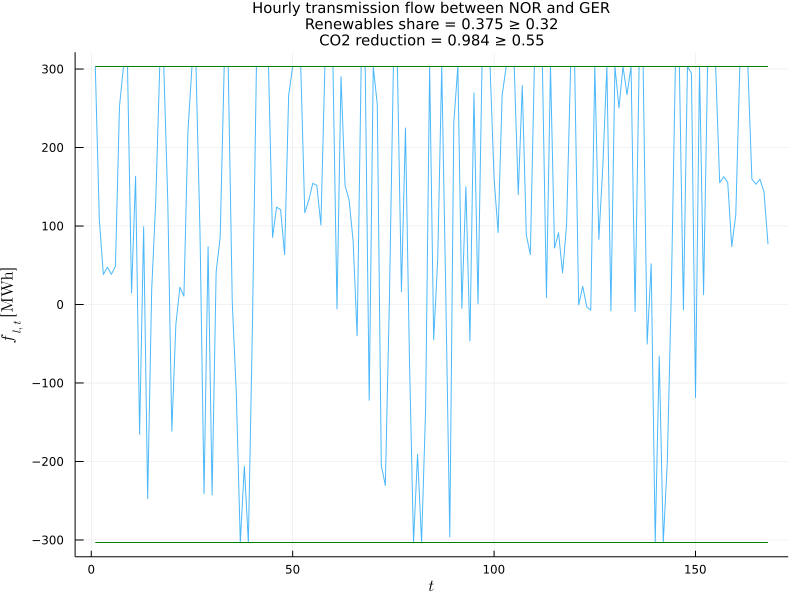 Hourly transmission flow between NOR and GER
Renewables share = 0.375 ≥ 0.32
CO2 reduction = 0.984 ≥ 0.55
300
200
100
0
−100
−200
−300
f_{l,t} [MWh]
0
50
100
150
t